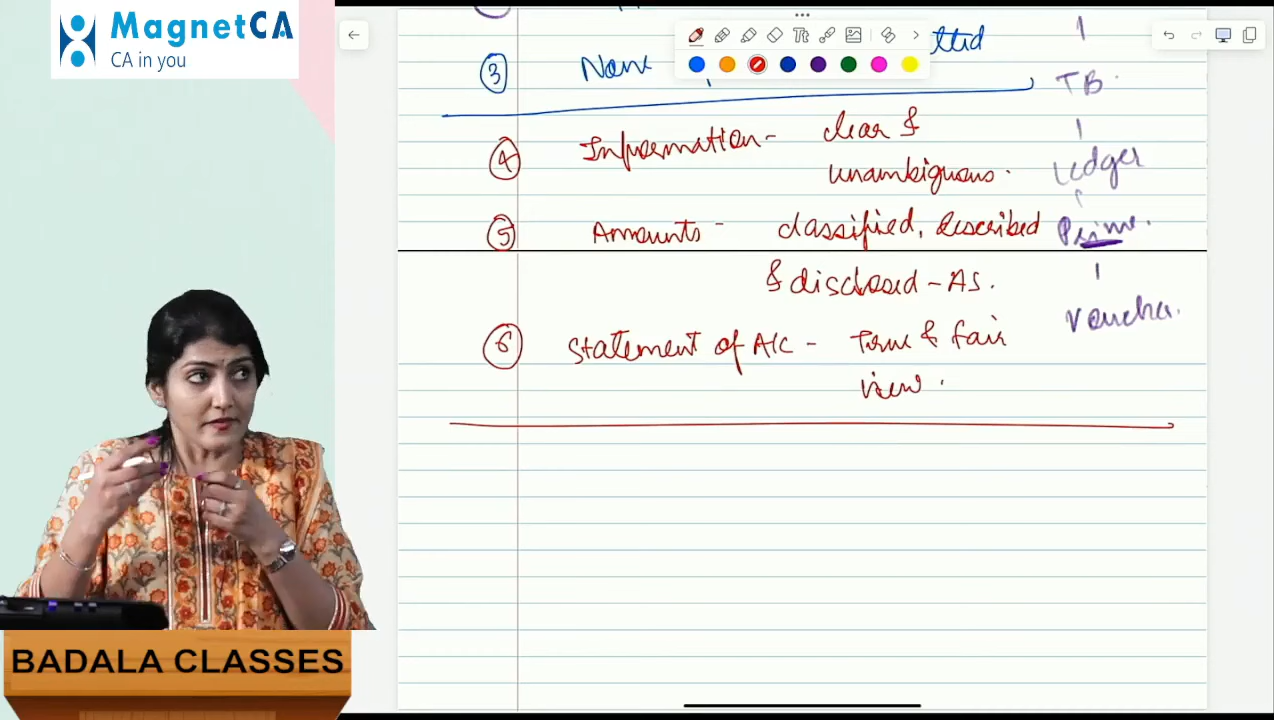 MagnetCA
CA in you
③ None
④ Information - clear &
unambiguous.
⑤ Amounts - classified, described
& disclosed - AS.
⑥ Statement of A/C - True & fair
view.
TB.
Ledger
Prime.
Voucher.
BADALA CLASSES